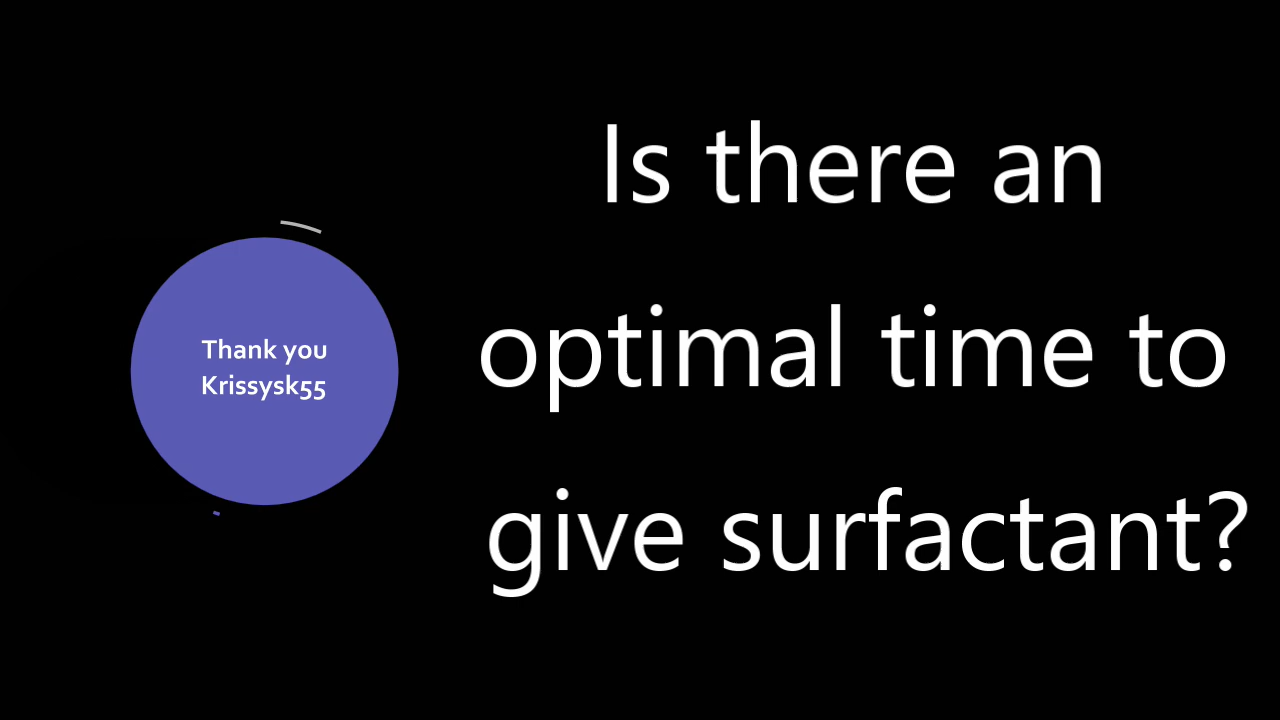 Thank you
Krissysk55
Is there an
optimal time to
give surfactant?